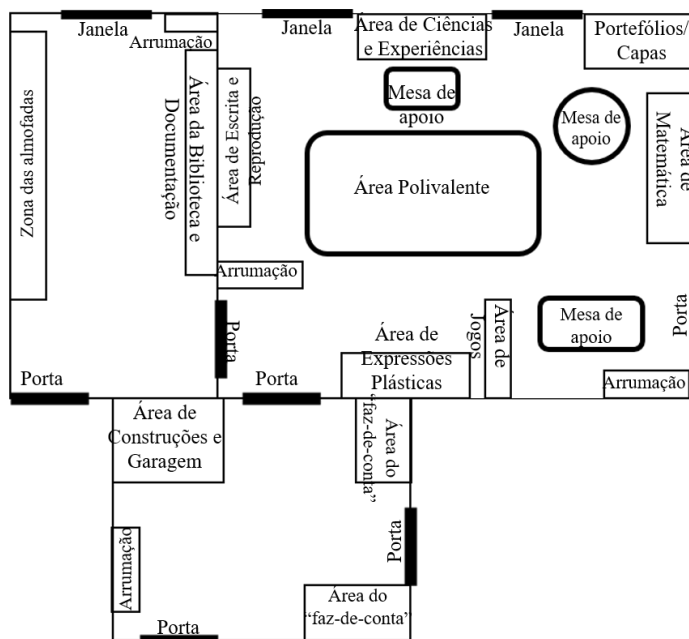 Janela
Arrumação
Janela
Área de Ciências
e Experiências
Janela
Portefólios/
Capas
Zona das almofadas
Área da Biblioteca e
Documentação
Área de Escrita e
Reprodução
Mesa de
apoio
Mesa de
apoio
Área de
Matemática
Área Polivalente
Arrumação
Porta
Área de
Jogos
Mesa de
apoio
Porta
Área de
Expressões
Plásticas
Arrumação
Porta
Porta
Área de
Construções e
Garagem
Área do
“faz-de-conta”
Arrumação
Porta
Área do
“faz-de-conta”
Porta